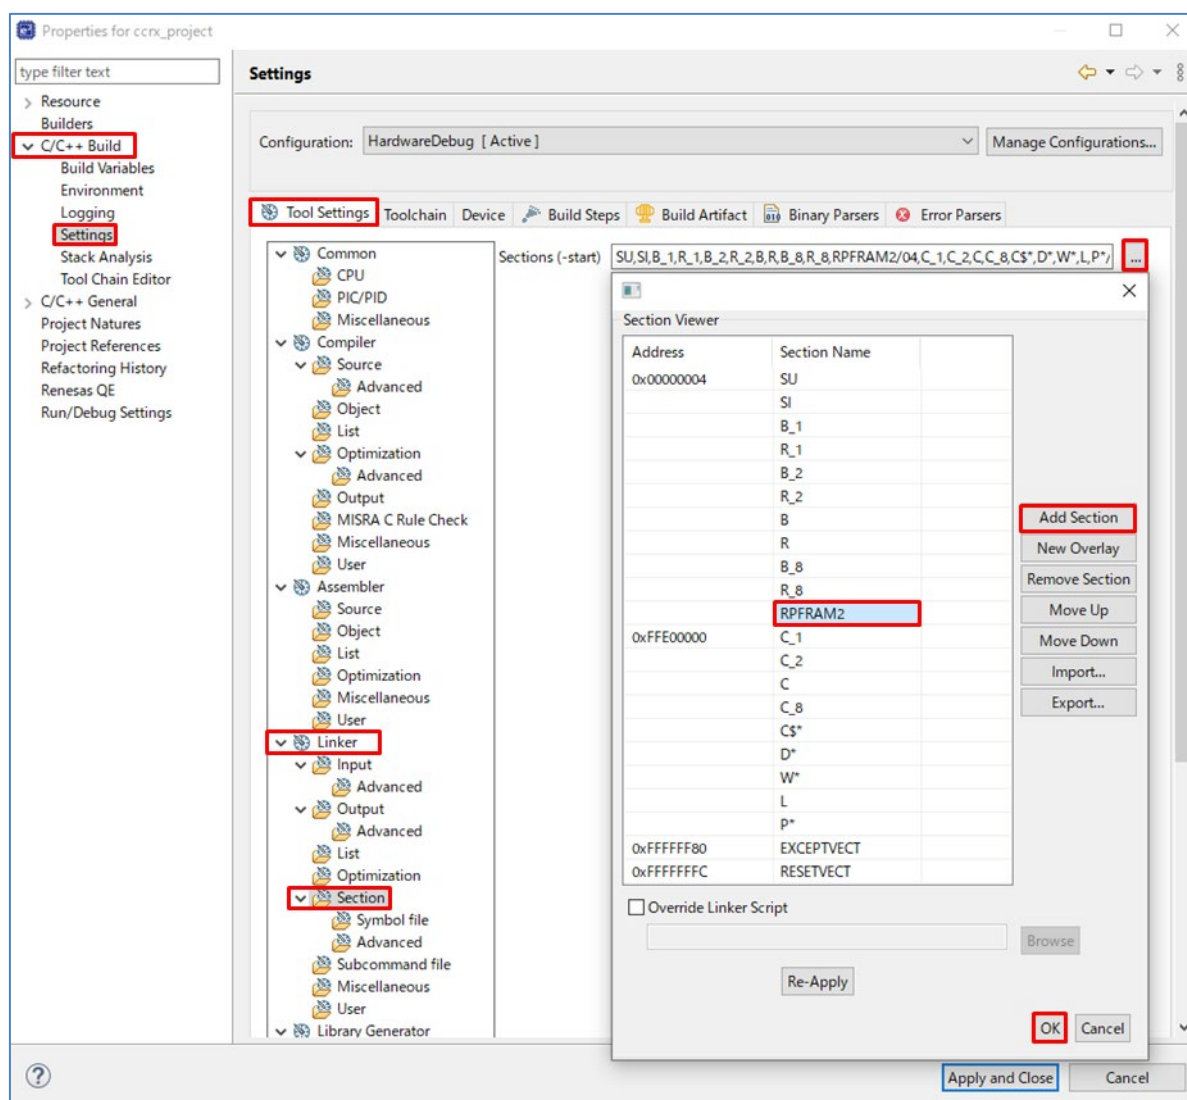 Properties for ccrx_project
type filter text
Resource
Builders
C/C++ Build
Build Variables
Environment
Logging
Settings
Stack Analysis
Tool Chain Editor
C/C++ General
Project Natures
Project References
Refactoring History
Renesas QE
Run/Debug Settings
Settings
Configuration: HardwareDebug [ Active ] Manage Configurations...
Tool Settings Toolchain Device Build Steps Build Artifact Binary Parsers Error Parsers
Common
CPU
PIC/PID
Miscellaneous
Compiler
Source
Advanced
Object
List
Optimization
Advanced
Output
MISRA C Rule Check
Miscellaneous
User
Assembler
Source
Object
List
Optimization
Miscellaneous
User
Linker
Input
Advanced
Output
Advanced
List
Optimization
Section
Symbol file
Advanced
Subcommand file
Miscellaneous
User
Library Generator
Sections (-start) SU,SI,B_1,R_1,B_2,R_2,B,R,B_8,R_8,RPFRAM2/04,C_1,C_2,C,C_8,C$*,D*,W*,L,P*/ ...
Section Viewer
Address Section Name
0x00000004 SU
SI
B_1
R_1
B_2
R_2
B
R
B_8
R_8
RPFRAM2
0xFFE00000 C_1
C_2
C
C_8
C$*
D*
W*
L
P*
0xFFFFFF80 EXCEPTVECT
0xFFFFFFFC RESETVECT
Add Section
New Overlay
Remove Section
Move Up
Move Down
Import...
Export...
Override Linker Script
Browse
Re-Apply
OK Cancel
? Apply and Close Cancel